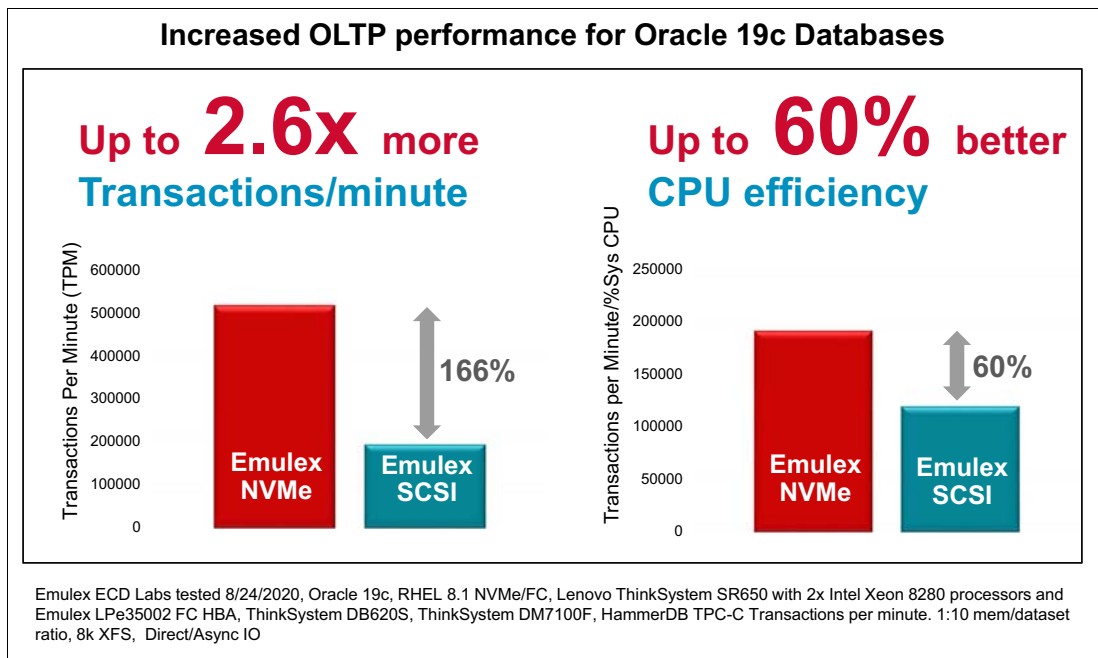 Increased OLTP performance for Oracle 19c Databases
Up to 2.6x more
Transactions/minute
Transactions Per Minute (TPM)
600000
500000
400000
300000
200000
100000
0
166%
Emulex
NVMe
Emulex
SCSI
Up to 60% better
CPU efficiency
Transactions per Minute/%Sys CPU
250000
200000
150000
100000
50000
0
60%
Emulex
NVMe
Emulex
SCSI
Emulex ECD Labs tested 8/24/2020, Oracle 19c, RHEL 8.1 NVMe/FC, Lenovo ThinkSystem SR650 with 2x Intel Xeon 8280 processors and
Emulex LPe35002 FC HBA, ThinkSystem DB620S, ThinkSystem DM7100F, HammerDB TPC-C Transactions per minute. 1:10 mem/dataset
ratio, 8k XFS, Direct/Async IO